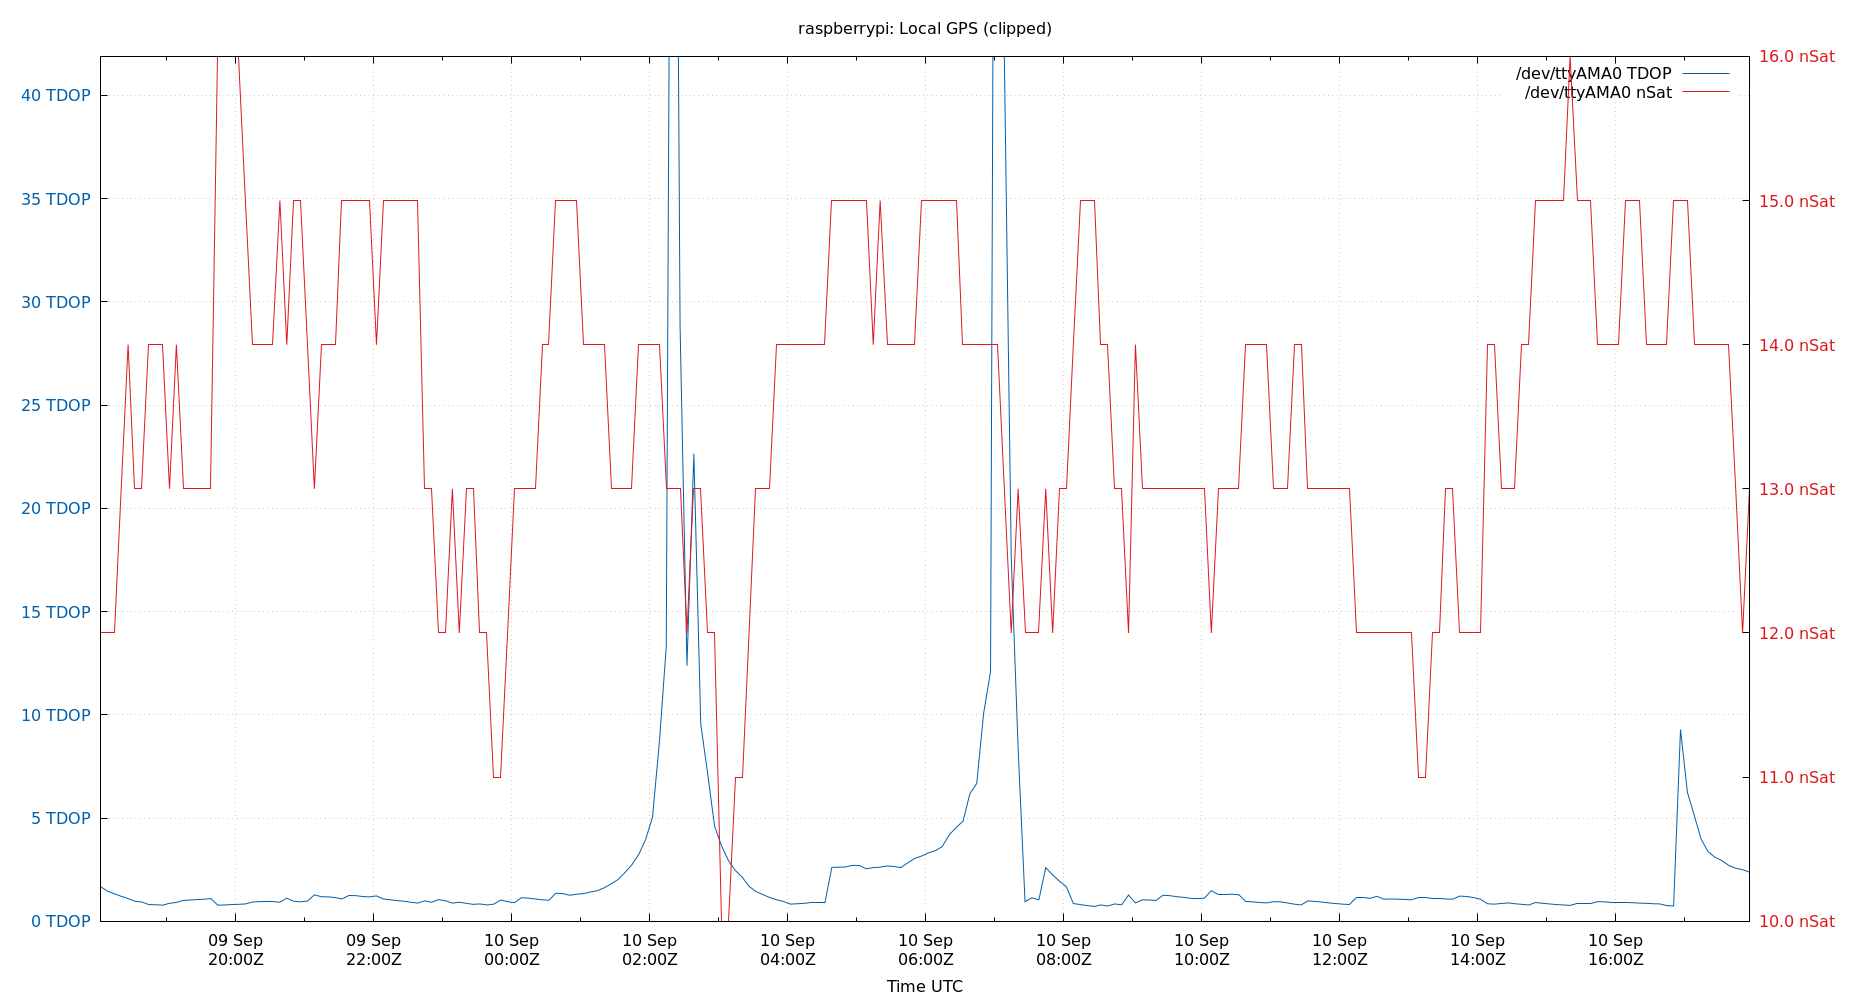 raspberrypi: Local GPS (clipped)
/dev/ttyAMA0 TDOP
/dev/ttyAMA0 nSat
40 TDOP
35 TDOP
30 TDOP
25 TDOP
20 TDOP
15 TDOP
10 TDOP
5 TDOP
0 TDOP
16.0 nSat
15.0 nSat
14.0 nSat
13.0 nSat
12.0 nSat
11.0 nSat
10.0 nSat
09 Sep
20:00Z
09 Sep
22:00Z
10 Sep
00:00Z
10 Sep
02:00Z
10 Sep
04:00Z
10 Sep
06:00Z
10 Sep
08:00Z
10 Sep
10:00Z
10 Sep
12:00Z
10 Sep
14:00Z
10 Sep
16:00Z
Time UTC